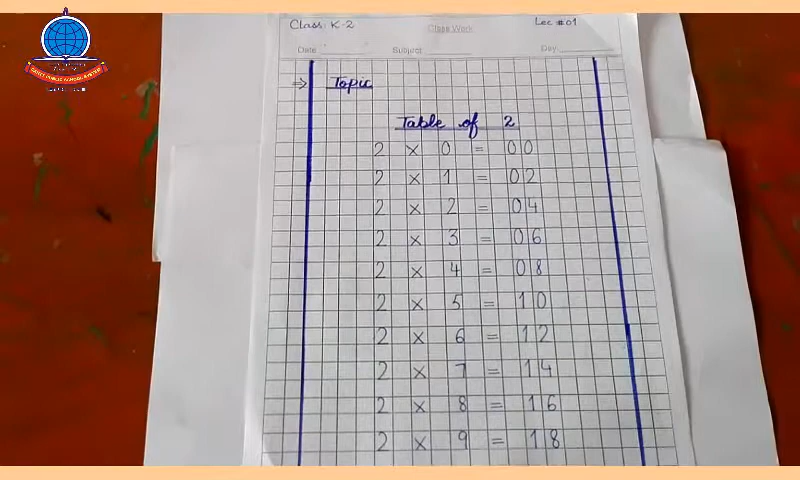 Class: K-2 Class Work Lec #01
Date Subject Day
⇒ Topic
Table of 2
2 × 0 = 00
2 × 1 = 02
2 × 2 = 04
2 × 3 = 06
2 × 4 = 08
2 × 5 = 10
2 × 6 = 12
2 × 7 = 14
2 × 8 = 16
2 × 9 = 18